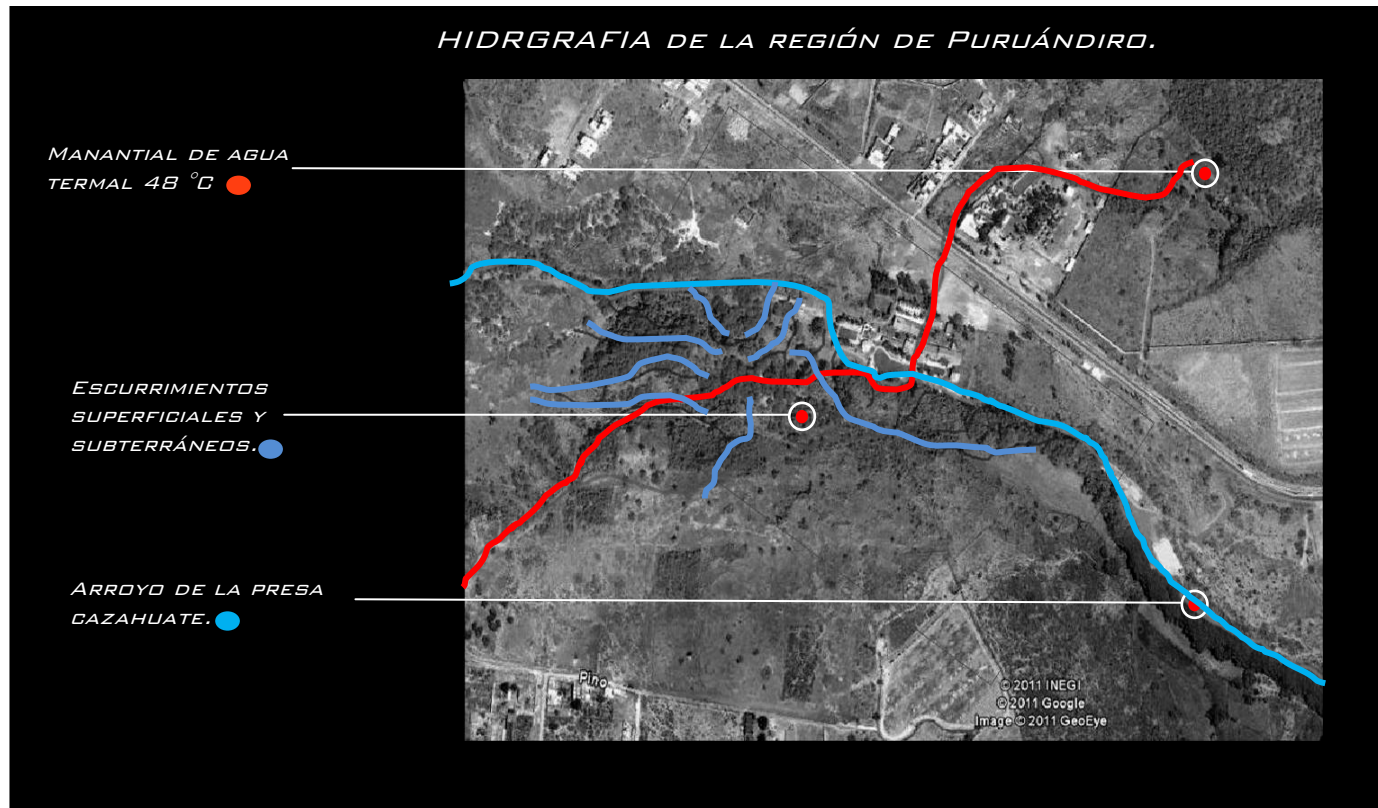 HIDRGRAFIA DE LA REGIÓN DE PURUÁNDIRO.
MANANTIAL DE AGUA
TERMAL 48 °C
ESCURRIMIENTOS
SUPERFICIALES Y
SUBTERRÁNEOS.
ARROYO DE LA PRESA
CAZAHUATE.
Pino
© 2011 INEGI
© 2011 Google
Image © 2011 GeoEye